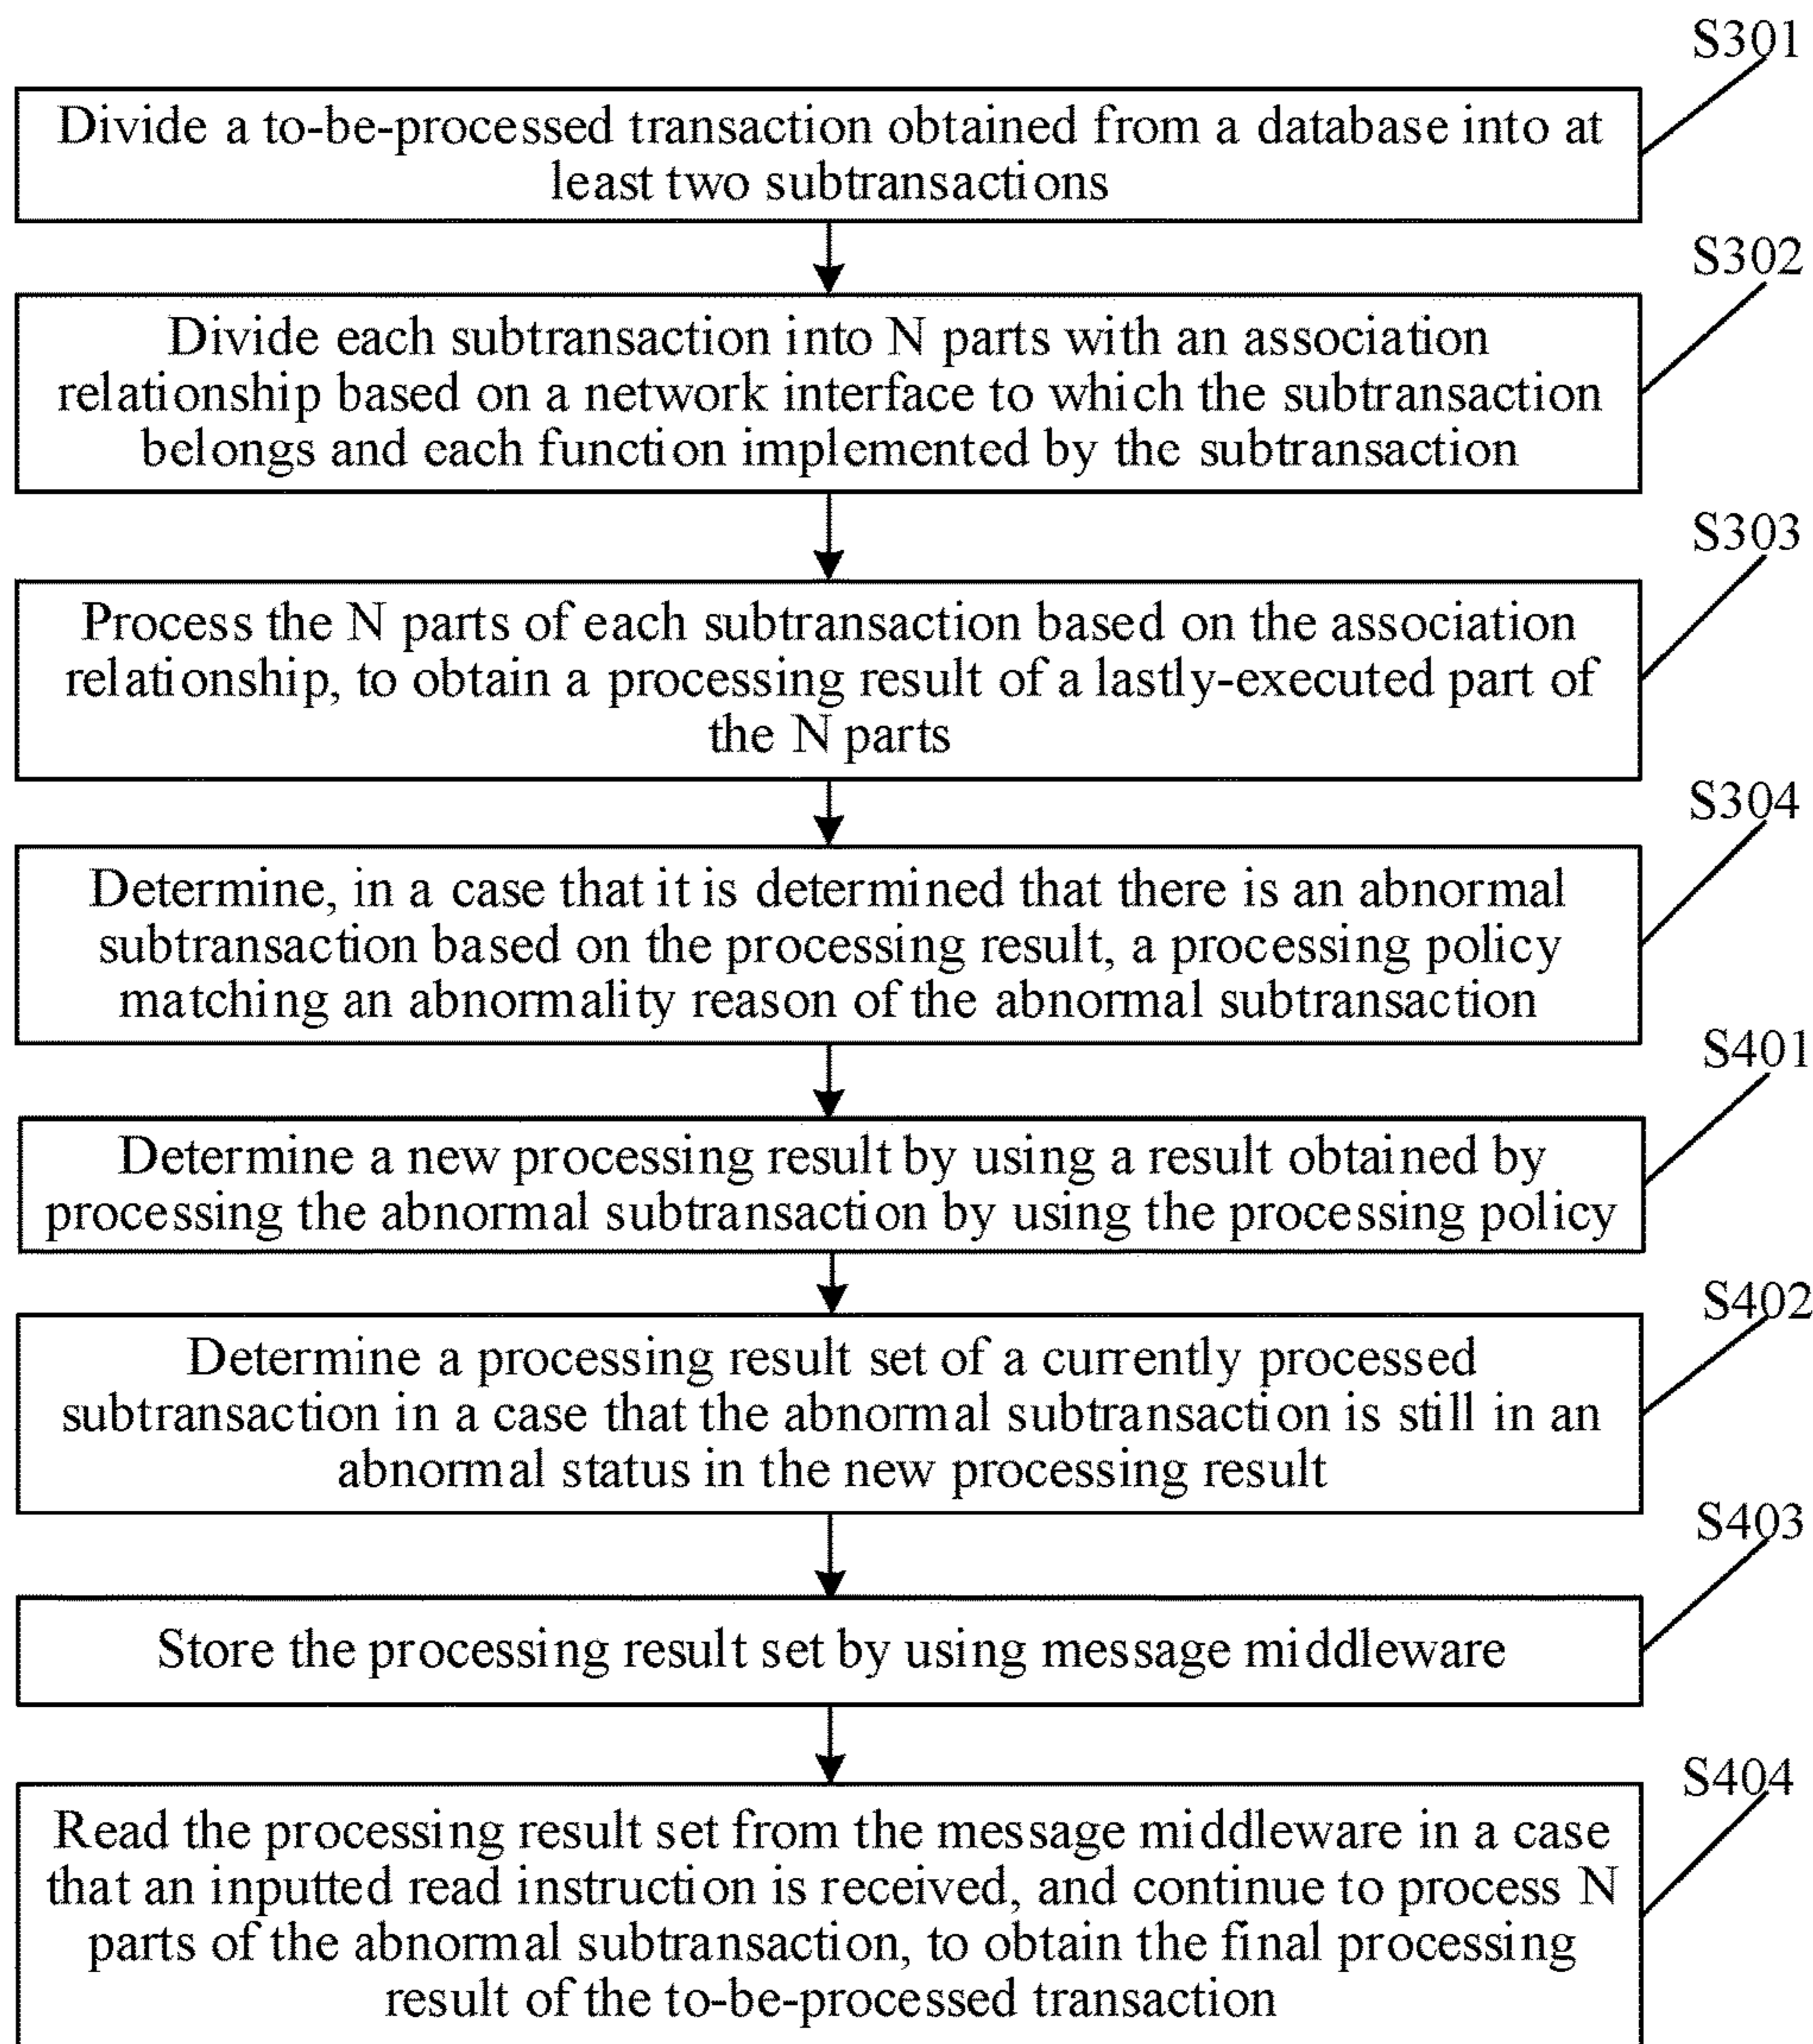 S301
Divide a to-be-processed transaction obtained from a database into at
least two subtransactions
S302
Divide each subtransaction into N parts with an association
relationship based on a network interface to which the subtransaction
belongs and each function implemented by the subtransaction
S303
Process the N parts of each subtransaction based on the association
relationship, to obtain a processing result of a lastly-executed part of
the N parts
S304
Determine, in a case that it is determined that there is an abnormal
subtransaction based on the processing result, a processing policy
matching an abnormality reason of the abnormal subtransaction
S401
Determine a new processing result by using a result obtained by
processing the abnormal subtransaction by using the processing policy
S402
Determine a processing result set of a currently processed
subtransaction in a case that the abnormal subtransaction is still in an
abnormal status in the new processing result
S403
Store the processing result set by using message middleware
S404
Read the processing result set from the message middleware in a case
that an inputted read instruction is received, and continue to process N
parts of the abnormal subtransaction, to obtain the final processing
result of the to-be-processed transaction